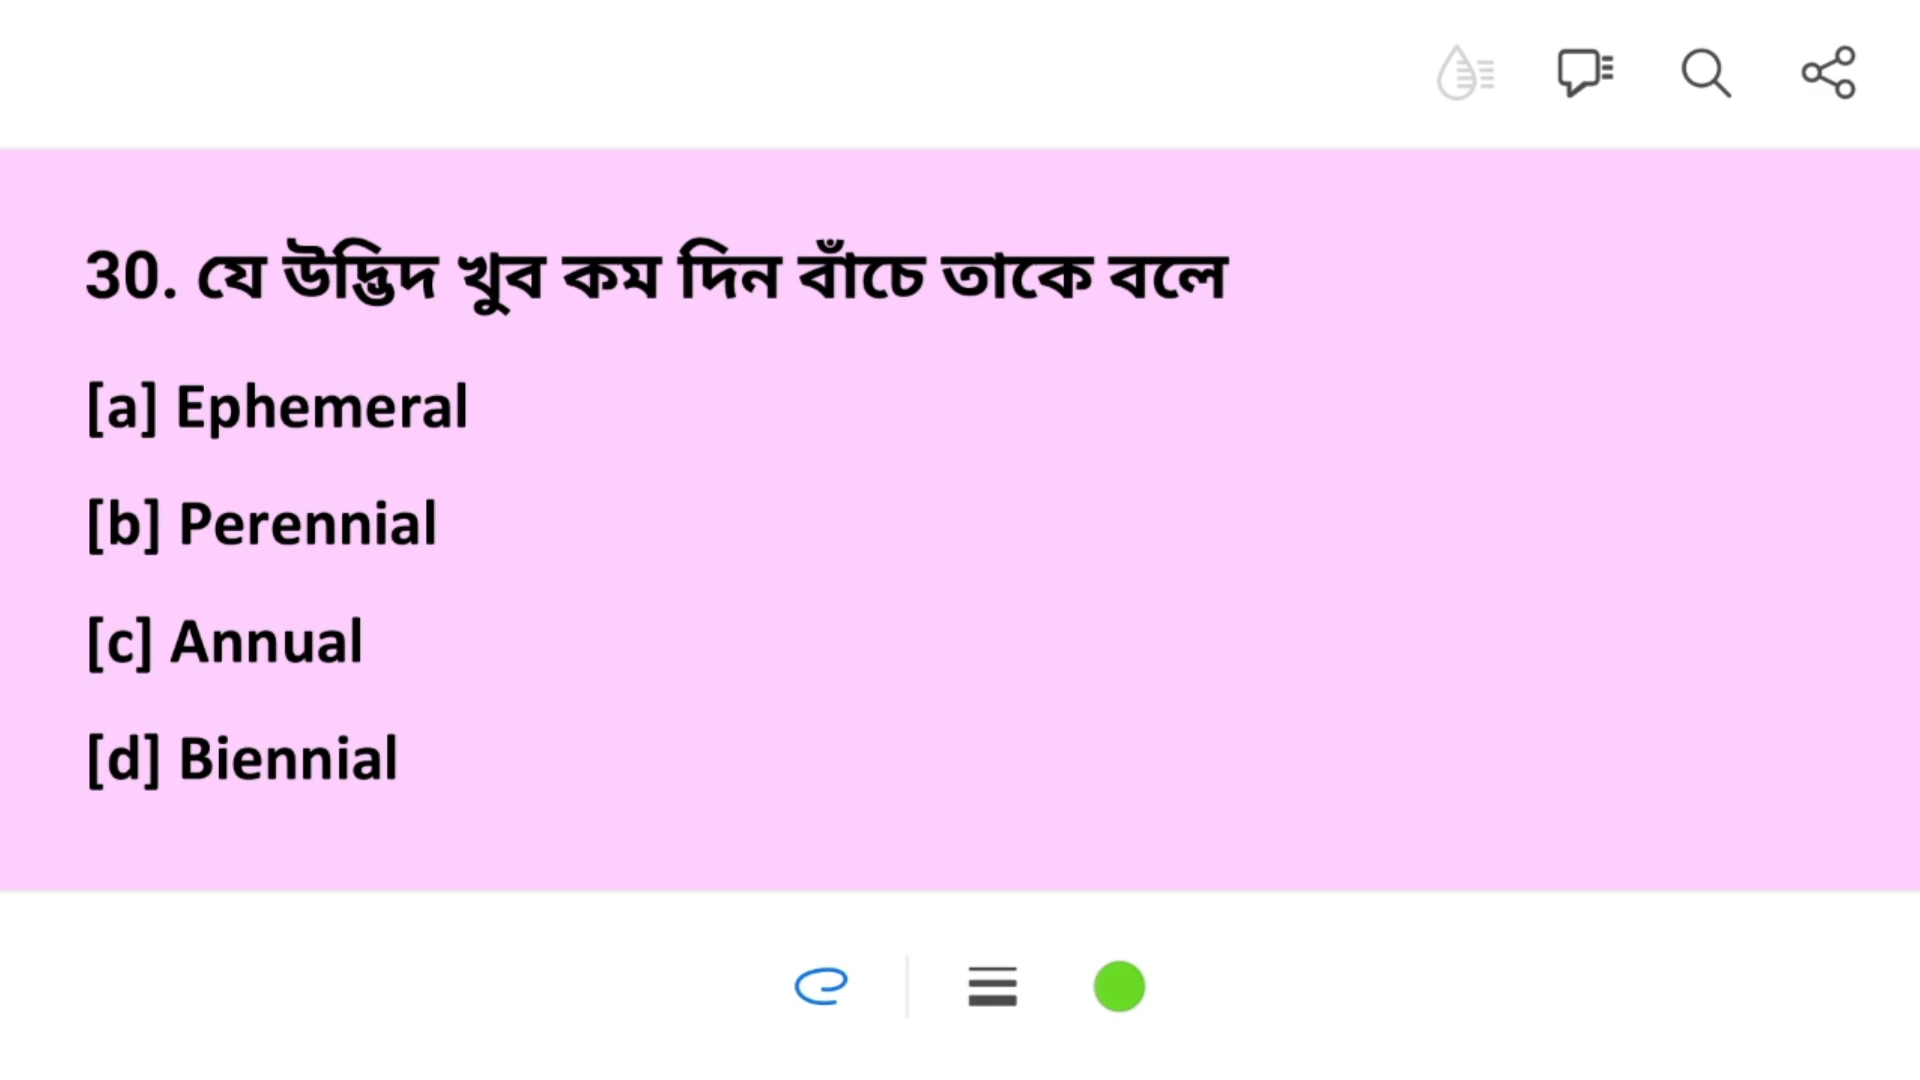 30. যে উদ্ভিদ খুব কম দিন বাঁচে তাকে বলে
[a] Ephemeral
[b] Perennial
[c] Annual
[d] Biennial